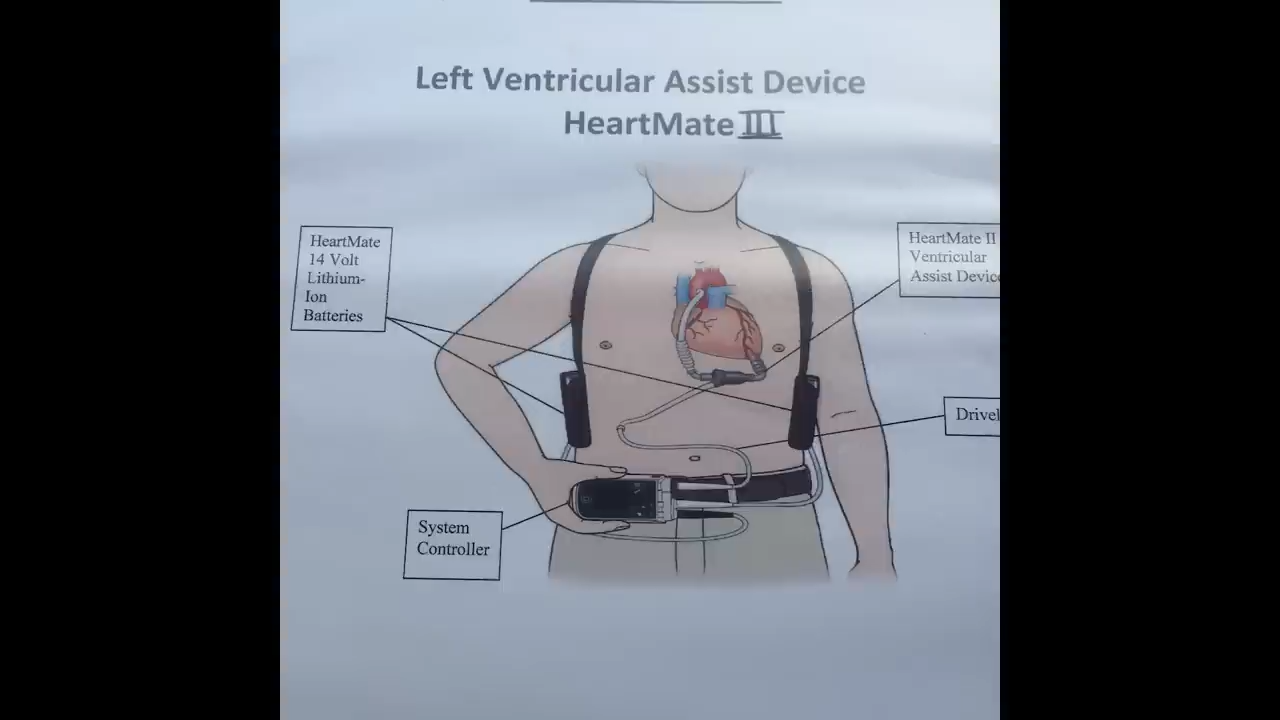 Left Ventricular Assist Device
HeartMate III
HeartMate
14 Volt
Lithium-
Ion
Batteries
HeartMate II
Ventricular
Assist Device
System
Controller